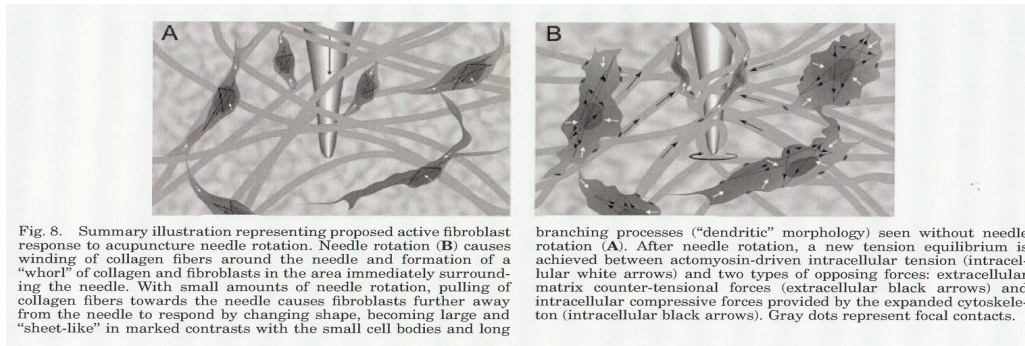 A
B
Fig. 8. Summary illustration representing proposed active fibroblast
response to acupuncture needle rotation. Needle rotation (B) causes
winding of collagen fibers around the needle and formation of a
“whorl” of collagen and fibroblasts in the area immediately surround-
ing the needle. With small amounts of needle rotation, pulling of
collagen fibers towards the needle causes fibroblasts further away
from the needle to respond by changing shape, becoming large and
“sheet-like” in marked contrasts with the small cell bodies and long
branching processes (“dendritic” morphology) seen without needle
rotation (A). After needle rotation, a new tension equilibrium is
achieved between actomyosin-driven intracellular tension (intracel-
lular white arrows) and two types of opposing forces: extracellular
matrix counter-tensional forces (extracellular black arrows) and
intracellular compressive forces provided by the expanded cytoskele-
ton (intracellular black arrows). Gray dots represent focal contacts.